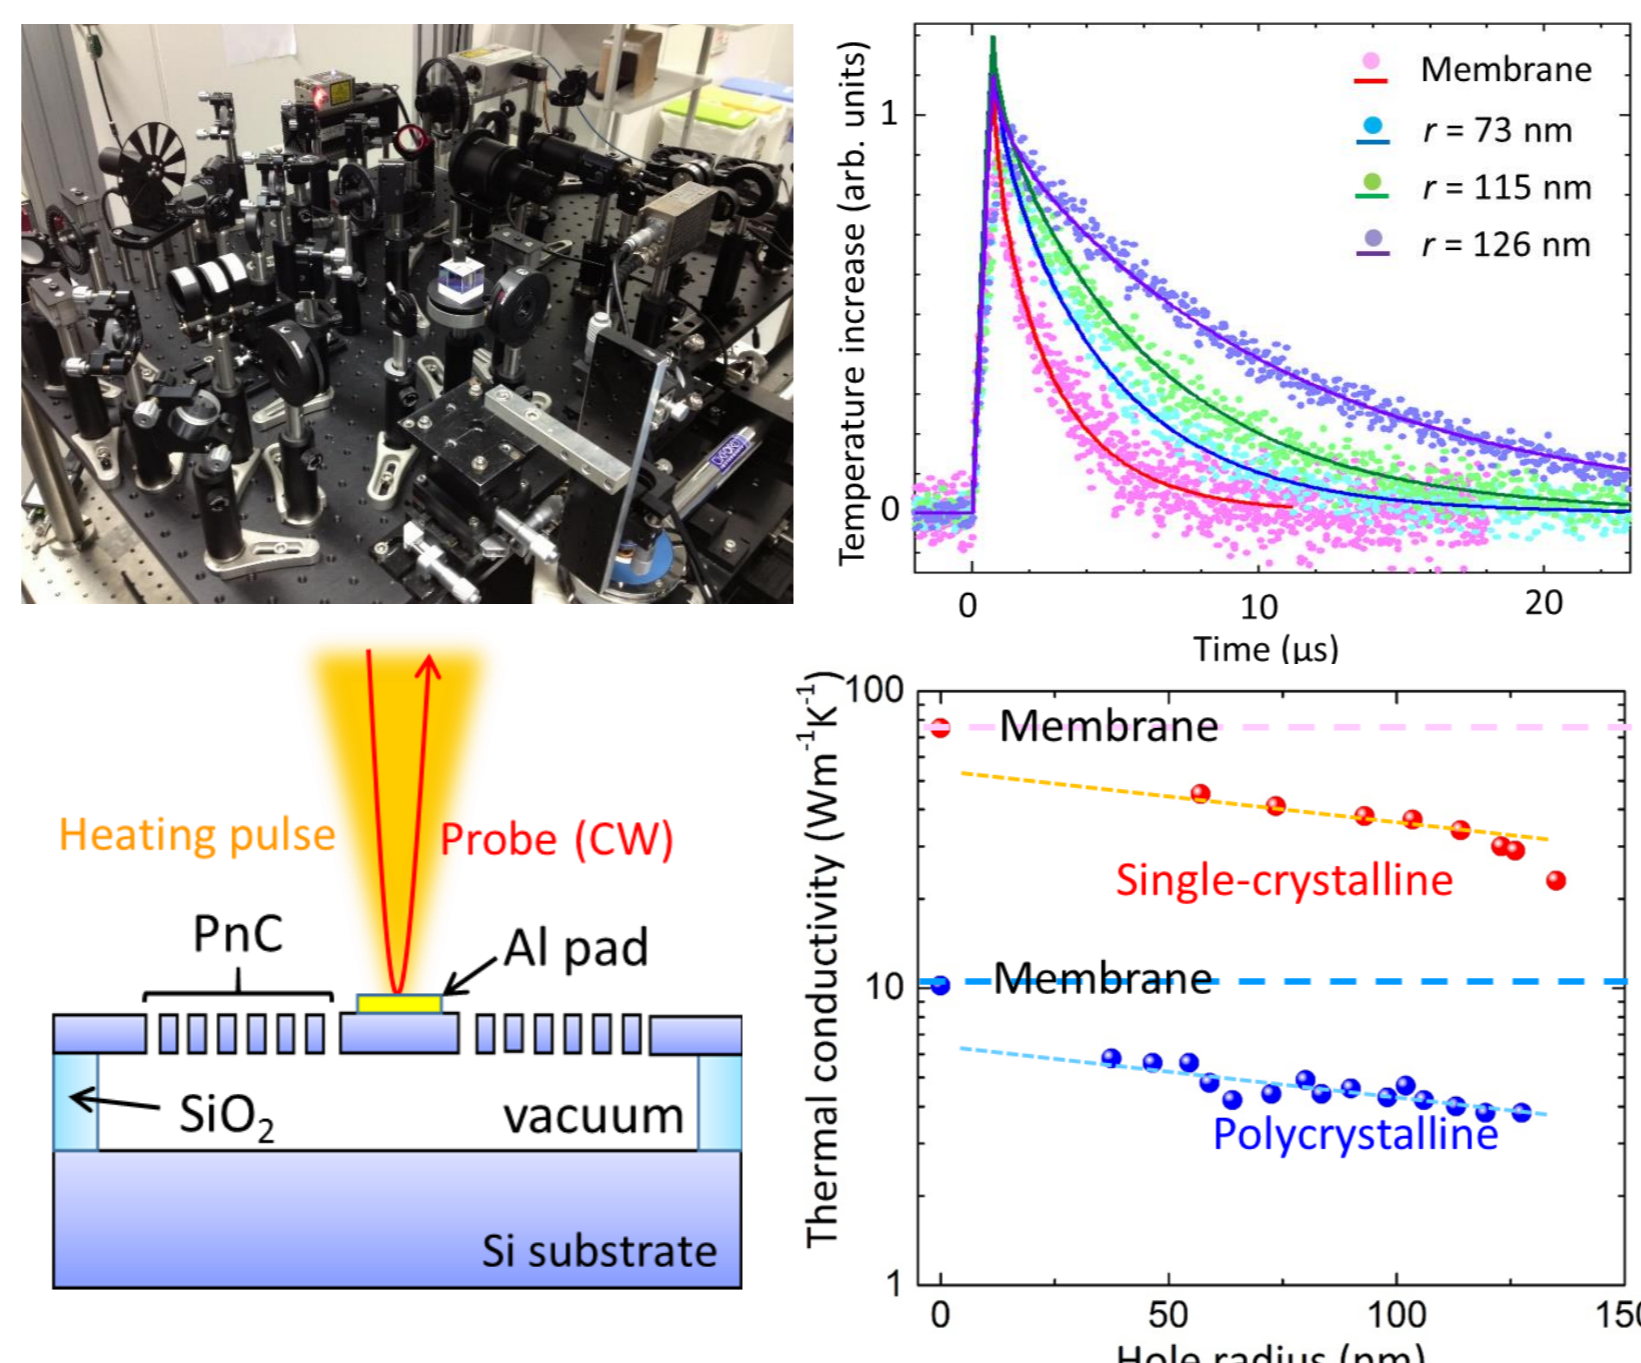 Temperature increase (arb. units)
1
0
Membrane
r = 73 nm
r = 115 nm
r = 126 nm
0
10
20
Time (µs)
Heating pulse
Probe (CW)
PnC
Al pad
SiO₂
vacuum
Si substrate
Thermal conductivity (Wm⁻¹K⁻¹)
100
10
1
Membrane
Single-crystalline
Membrane
Polycrystalline
0
50
100
150
Hole radius (nm)